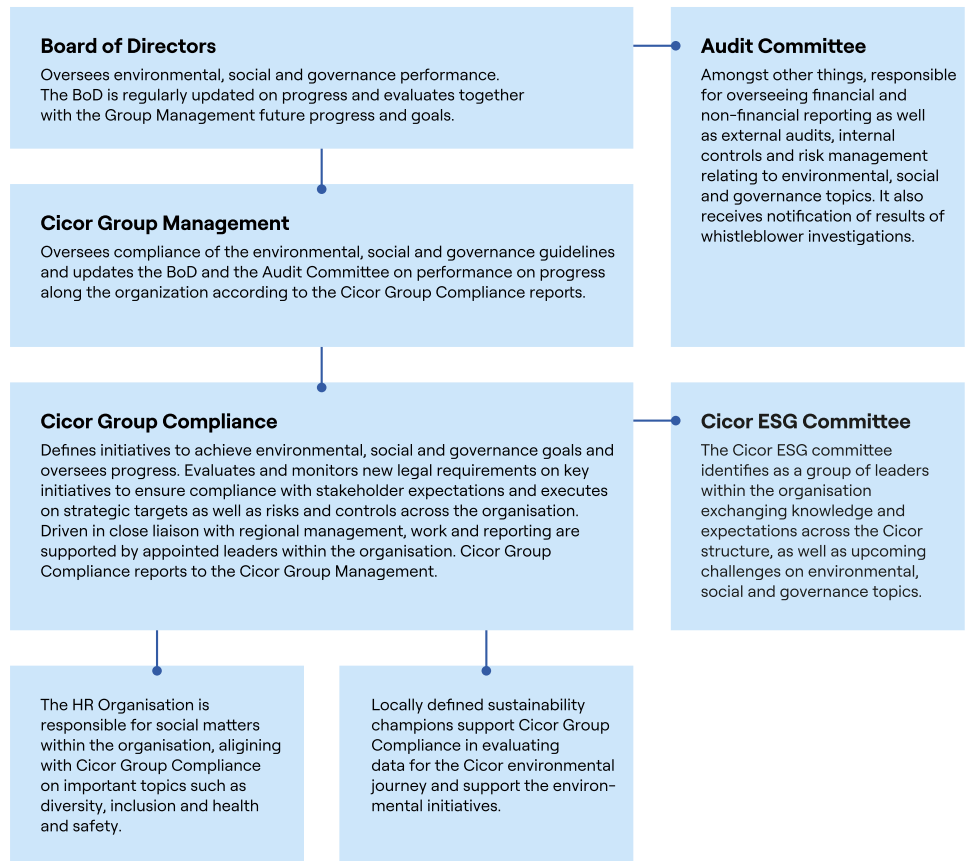 Board of Directors
Oversees environmental, social and governance performance.
The BoD is regularly updated on progress and evaluates together
with the Group Management future progress and goals.
Audit Committee
Amongst other things, responsible
for overseeing financial and
non-financial reporting as well
as external audits, internal
controls and risk management
relating to environmental, social
and governance topics. It also
receives notification of results of
whistleblower investigations.
Cicor Group Management
Oversees compliance of the environmental, social and governance guidelines
and updates the BoD and the Audit Committee on performance on progress
along the organization according to the Cicor Group Compliance reports.
Cicor Group Compliance
Defines initiatives to achieve environmental, social and governance goals and
oversees progress. Evaluates and monitors new legal requirements on key
initiatives to ensure compliance with stakeholder expectations and executes
on strategic targets as well as risks and controls across the organisation.
Driven in close liaison with regional management, work and reporting are
supported by appointed leaders within the organisation. Cicor Group
Compliance reports to the Cicor Group Management.
Cicor ESG Committee
The Cicor ESG committee
identifies as a group of leaders
within the organisation
exchanging knowledge and
expectations across the Cicor
structure, as well as upcoming
challenges on environmental,
social and governance topics.
The HR Organisation is
responsible for social matters
within the organisation, aligining
with Cicor Group Compliance
on important topics such as
diversity, inclusion and health
and safety.
Locally defined sustainability
champions support Cicor Group
Compliance in evaluating
data for the Cicor environmental
journey and support the environ-
mental initiatives.